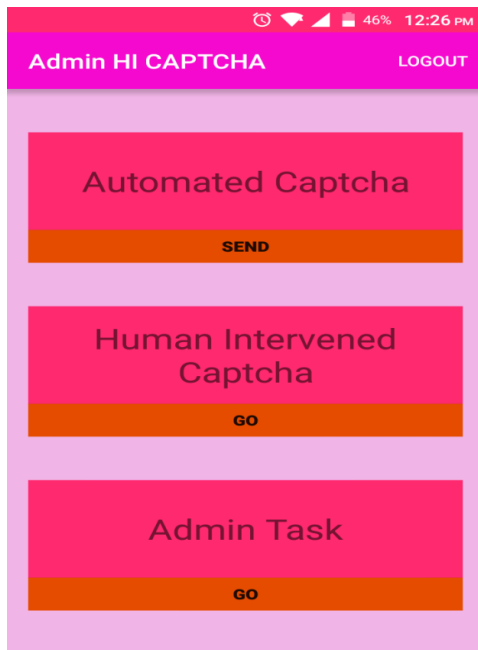 46% 12:26 PM
Admin HI CAPTCHA LOGOUT
Automated Captcha
SEND
Human Intervened
Captcha
GO
Admin Task
GO